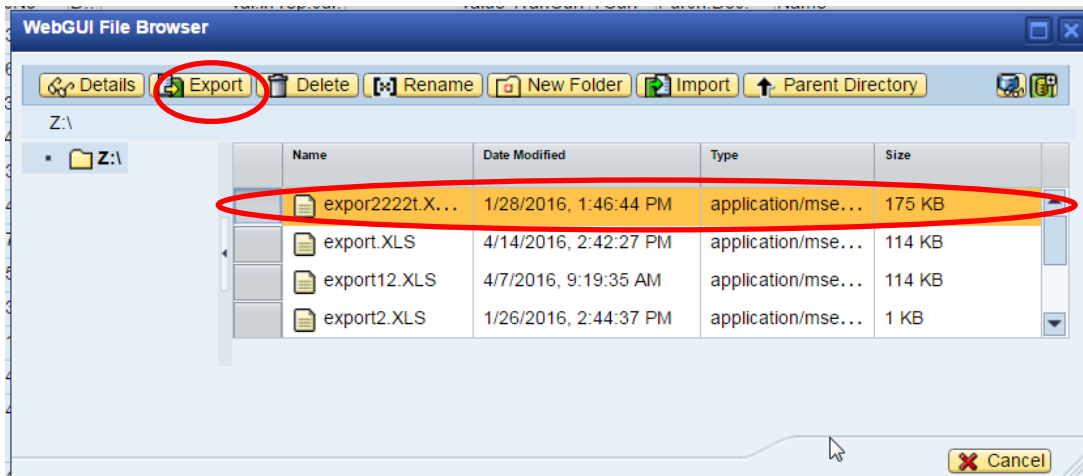 WebGUI File Browser
Details Export Delete Rename New Folder Import Parent Directory
Z:\
Z:\
Name Date Modified Type Size
expor2222t.X... 1/28/2016, 1:46:44 PM application/mse... 175 KB
export.XLS 4/14/2016, 2:42:27 PM application/mse... 114 KB
export12.XLS 4/7/2016, 9:19:35 AM application/mse... 114 KB
export2.XLS 1/26/2016, 2:44:37 PM application/mse... 1 KB
Cancel